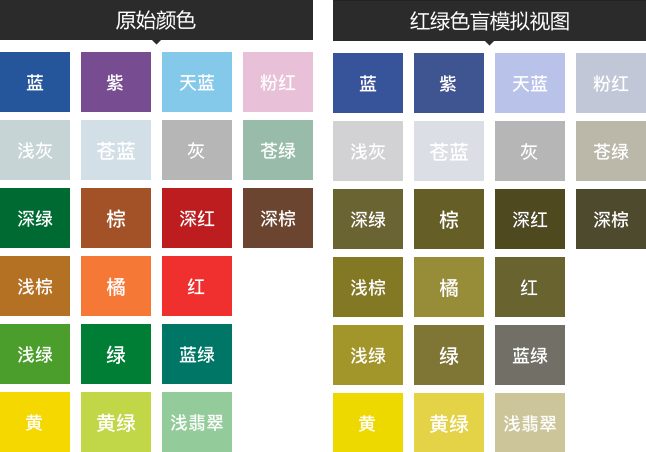 原始颜色
蓝 紫 天蓝 粉红
浅灰 苍蓝 灰 苍绿
深绿 棕 深红 深棕
浅棕 橘 红
浅绿 绿 蓝绿
黄 黄绿 浅翡翠
红绿色盲模拟视图
蓝 紫 天蓝 粉红
浅灰 苍蓝 灰 苍绿
深绿 棕 深红 深棕
浅棕 橘 红
浅绿 绿 蓝绿
黄 黄绿 浅翡翠